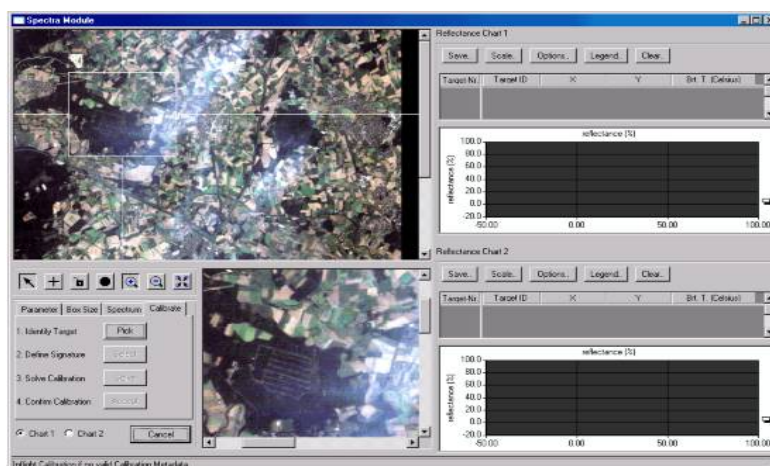 Spectra Module
Reflectance Chart 1
Save.. Scale.. Options.. Legend.. Clear..
Target-Nr. Target ID X Y Brt. T. (Celsius)
reflectance [%]
reflectance [%]
100.0
80.0
60.0
40.0
20.0
0.0
-20.0
-50.00 0.00 50.00 100.00
Reflectance Chart 2
Save.. Scale.. Options.. Legend.. Clear..
Target-Nr. Target ID X Y Brt. T. (Celsius)
reflectance [%]
reflectance [%]
100.0
80.0
60.0
40.0
20.0
0.0
-20.0
-50.00 0.00 50.00 100.00
Parameter Box Size Spectrum Calibrate
1. Identify Target Pick
2. Define Signature Select
3. Solve Calibration Solve
4. Confirm Calibration Accept
Chart 1 Chart 2 Cancel
Inflight Calibration if no valid Calibration Metadata